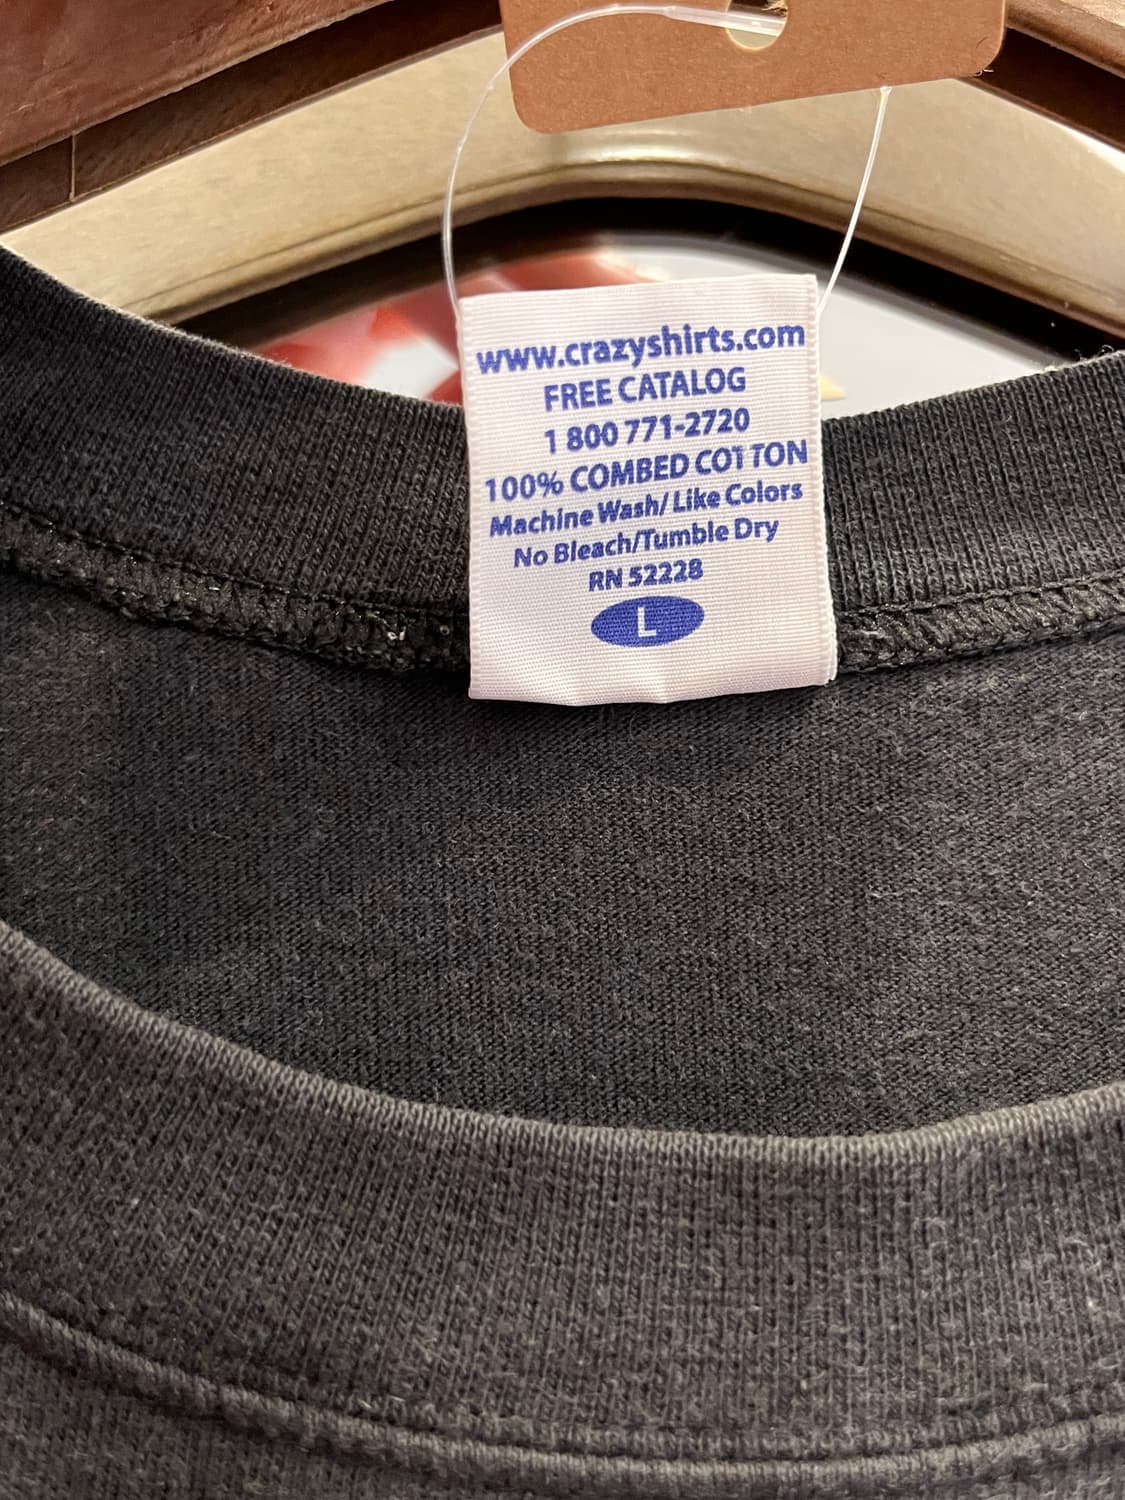 www.crazyshirts.com
FREE CATALOG
1 800 771-2720
100% COMBED COTTON
Machine Wash/ Like Colors
No Bleach/Tumble Dry
RN 52228
L